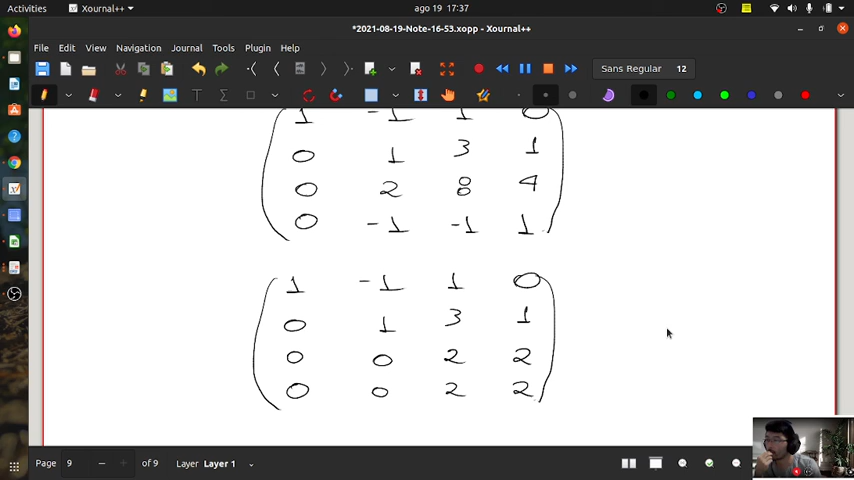 Activities Xournal++ ago 19 17:37
*2021-08-19-Note-16-53.xopp - Xournal++
File Edit View Navigation Journal Tools Plugin Help
Sans Regular 12
1 -1 1 0
0 1 3 1
0 2 8 4
0 -1 -1 1
1 -1 1 0
0 1 3 1
0 0 2 2
0 0 2 2
Page 9 of 9 Layer Layer 1